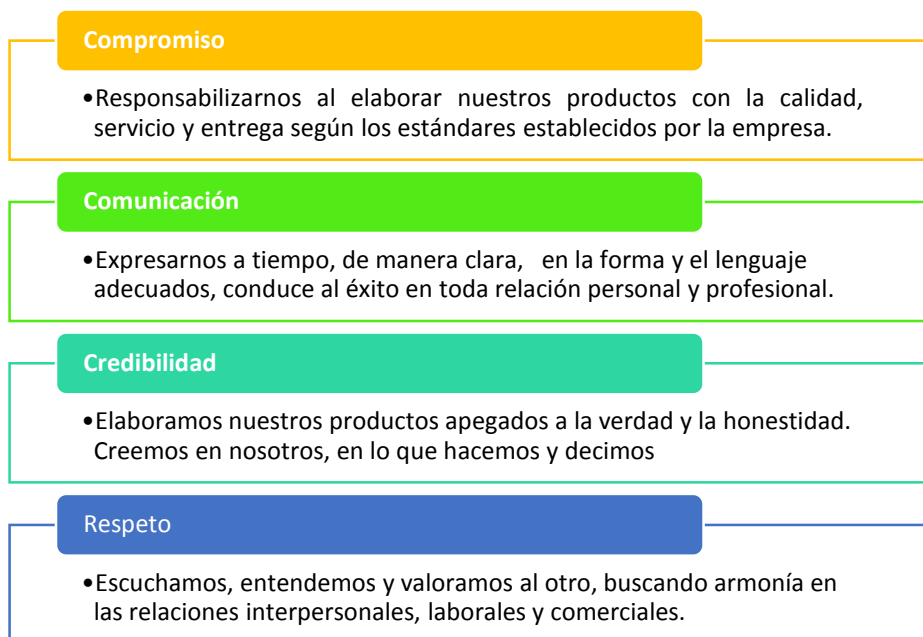 Compromiso
•Responsabilizarnos al elaborar nuestros productos con la calidad,
servicio y entrega según los estándares establecidos por la empresa.
Comunicación
•Expresarnos a tiempo, de manera clara, en la forma y el lenguaje
adecuados, conduce al éxito en toda relación personal y profesional.
Credibilidad
•Elaboramos nuestros productos apegados a la verdad y la honestidad.
Creemos en nosotros, en lo que hacemos y decimos
Respeto
•Escuchamos, entendemos y valoramos al otro, buscando armonía en
las relaciones interpersonales, laborales y comerciales.